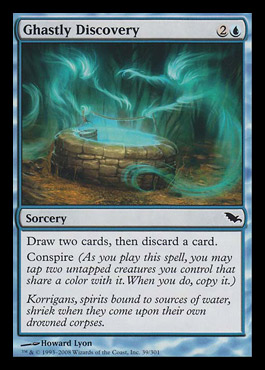 Ghastly Discovery 2
Sorcery
Draw two cards, then discard a card.
Conspire (As you play this spell, you may
tap two untapped creatures you control that
share a color with it. When you do, copy it.)
Korrigans, spirits bound to sources of water,
shriek when they come upon their own
drowned corpses.
Howard Lyon
™ & © 1993-2008 Wizards of the Coast, Inc. 39/301